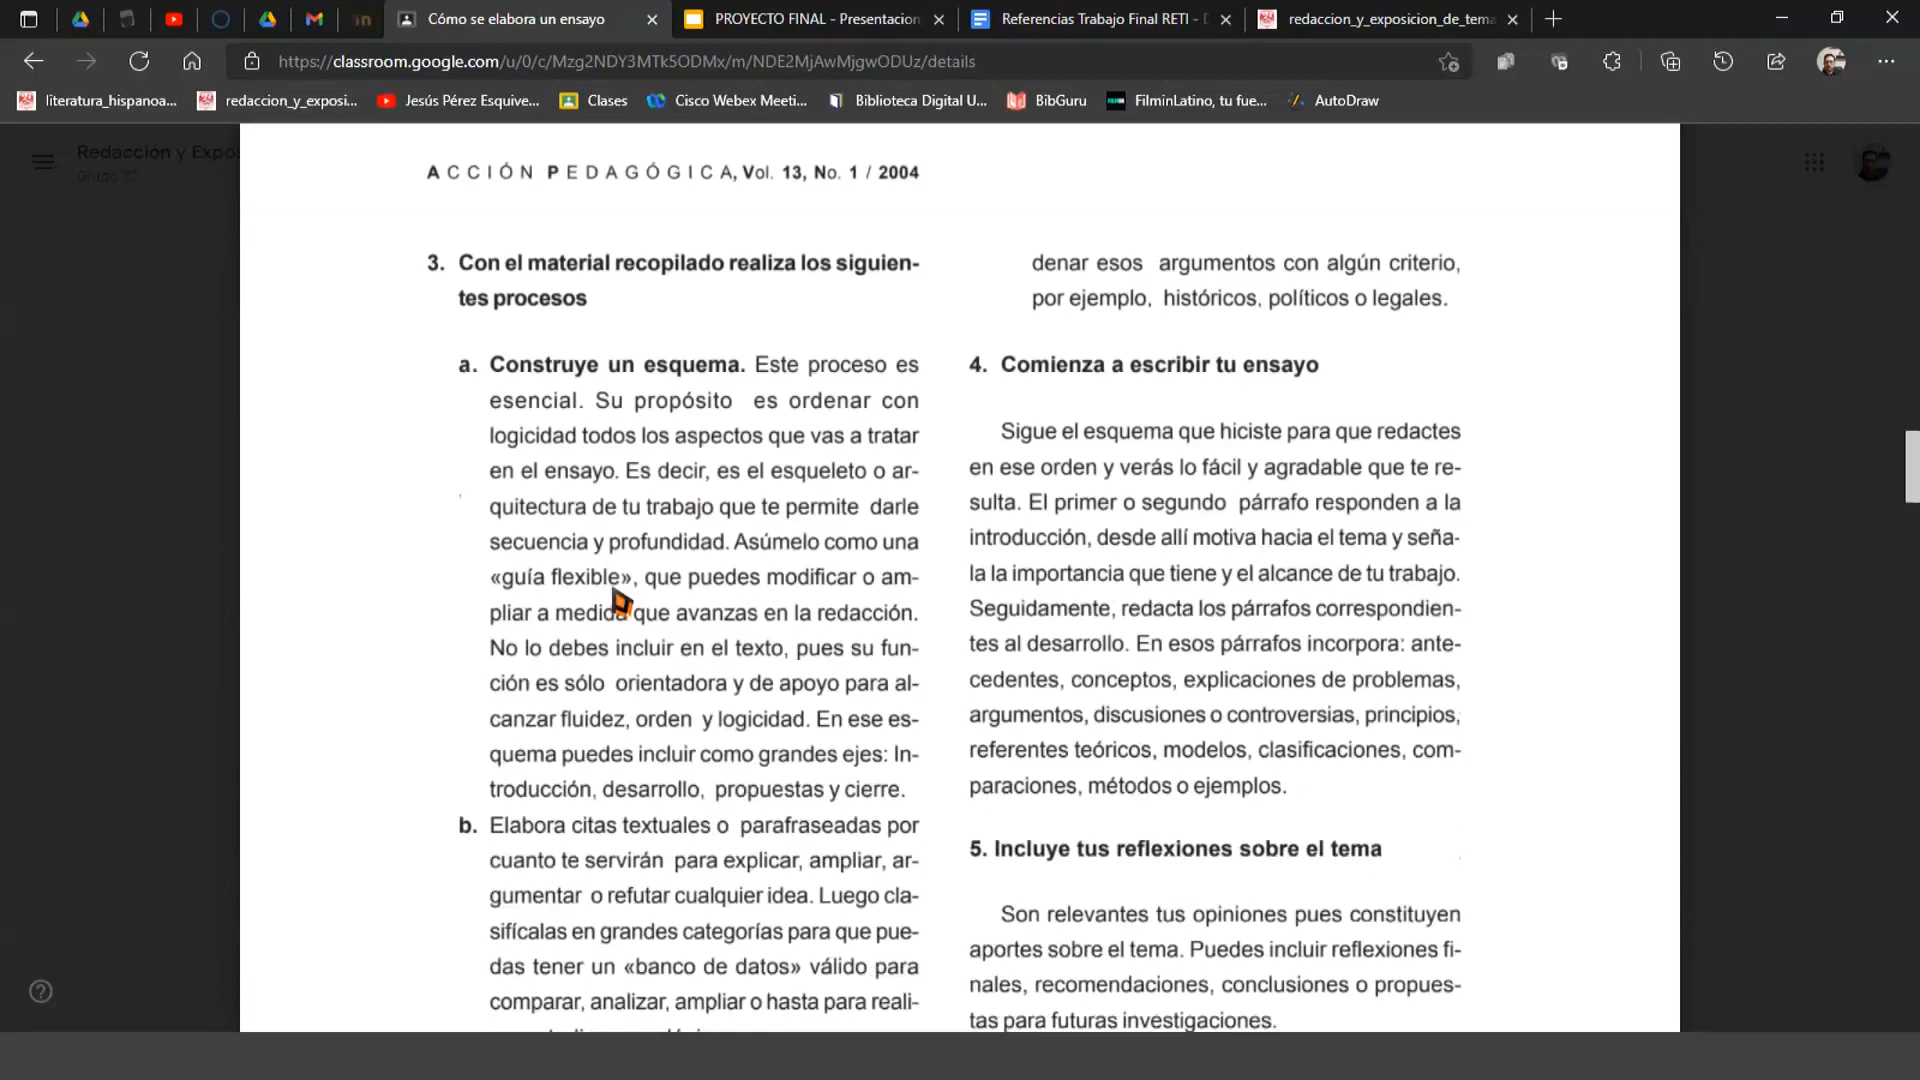 Cómo se elabora un ensayo
PROYECTO FINAL - Presentacion
Referencias Trabajo Final RETI - D
redaccion_y_exposicion_de_tema
https://classroom.google.com/u/0/c/Mzg2NDY3MTk5ODMx/m/NDE2MjAwMjgwODUz/details
literatura_hispanoa...
redaccion_y_exposi...
Jesús Pérez Esquive...
Clases
Cisco Webex Meeti...
Biblioteca Digital U...
BibGuru
FilminLatino, tu fue...
AutoDraw
Redacción y Expo
ACCIÓN PEDAGÓGICA, Vol. 13, No. 1 / 2004
3. Con el material recopilado realiza los siguien-
tes procesos
a. Construye un esquema. Este proceso es
esencial. Su propósito es ordenar con
logicidad todos los aspectos que vas a tratar
en el ensayo. Es decir, es el esqueleto o ar-
quitectura de tu trabajo que te permite darle
secuencia y profundidad. Asúmelo como una
«guía flexible», que puedes modificar o am-
pliar a medida que avanzas en la redacción.
No lo debes incluir en el texto, pues su fun-
ción es sólo orientadora y de apoyo para al-
canzar fluidez, orden y logicidad. En ese es-
quema puedes incluir como grandes ejes: In-
troducción, desarrollo, propuestas y cierre.
b. Elabora citas textuales o parafraseadas por
cuanto te servirán para explicar, ampliar, ar-
gumentar o refutar cualquier idea. Luego cla-
sifícalas en grandes categorías para que pue-
das tener un «banco de datos» válido para
comparar, analizar, ampliar o hasta para reali-
denar esos argumentos con algún criterio,
por ejemplo, históricos, políticos o legales.
4. Comienza a escribir tu ensayo
Sigue el esquema que hiciste para que redactes
en ese orden y verás lo fácil y agradable que te re-
sulta. El primer o segundo párrafo responden a la
introducción, desde allí motiva hacia el tema y seña-
la la importancia que tiene y el alcance de tu trabajo.
Seguidamente, redacta los párrafos correspondien-
tes al desarrollo. En esos párrafos incorpora: ante-
cedentes, conceptos, explicaciones de problemas,
argumentos, discusiones o controversias, principios,
referentes teóricos, modelos, clasificaciones, com-
paraciones, métodos o ejemplos.
5. Incluye tus reflexiones sobre el tema
Son relevantes tus opiniones pues constituyen
aportes sobre el tema. Puedes incluir reflexiones fi-
nales, recomendaciones, conclusiones o propues-
tas para futuras investigaciones.